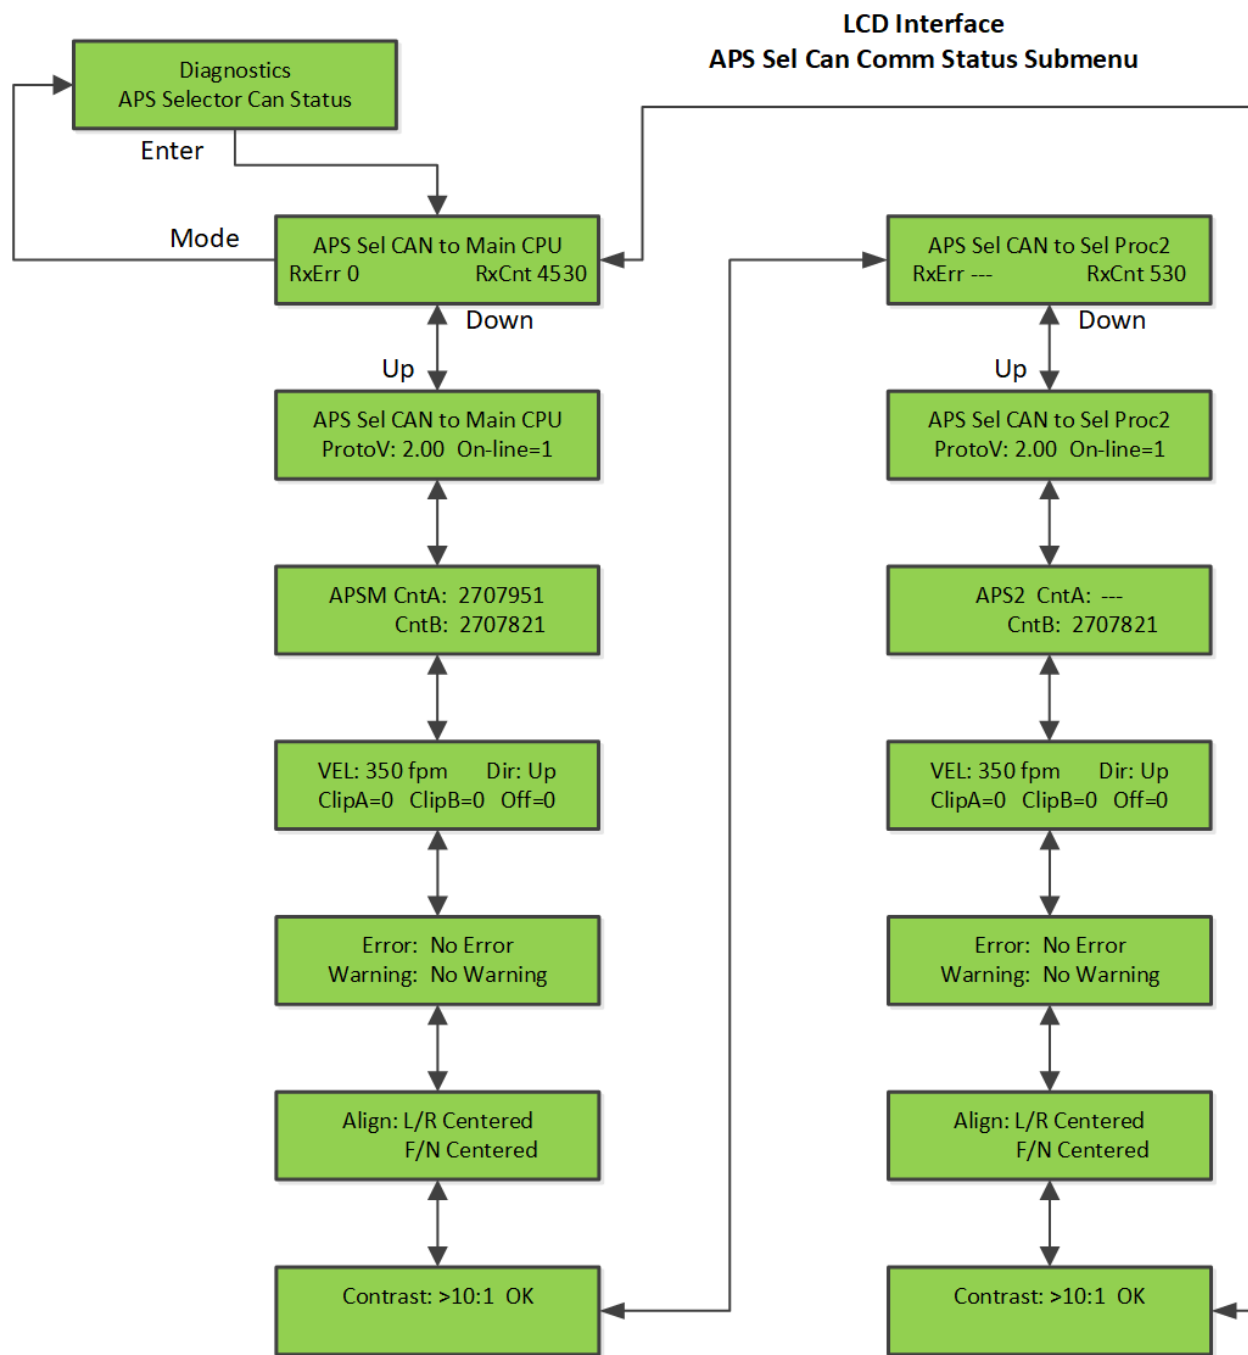 LCD Interface
APS Sel Can Comm Status Submenu
Diagnostics
APS Selector Can Status
Enter
Mode
APS Sel CAN to Main CPU
RxErr 0 RxCnt 4530
Down
Up
APS Sel CAN to Main CPU
ProtoV: 2.00 On-line=1
APSM CntA: 2707951
CntB: 2707821
VEL: 350 fpm Dir: Up
ClipA=0 ClipB=0 Off=0
Error: No Error
Warning: No Warning
Align: L/R Centered
F/N Centered
Contrast: >10:1 OK
APS Sel CAN to Sel Proc2
RxErr --- RxCnt 530
Down
Up
APS Sel CAN to Sel Proc2
ProtoV: 2.00 On-line=1
APS2 CntA: ---
CntB: 2707821
VEL: 350 fpm Dir: Up
ClipA=0 ClipB=0 Off=0
Error: No Error
Warning: No Warning
Align: L/R Centered
F/N Centered
Contrast: >10:1 OK